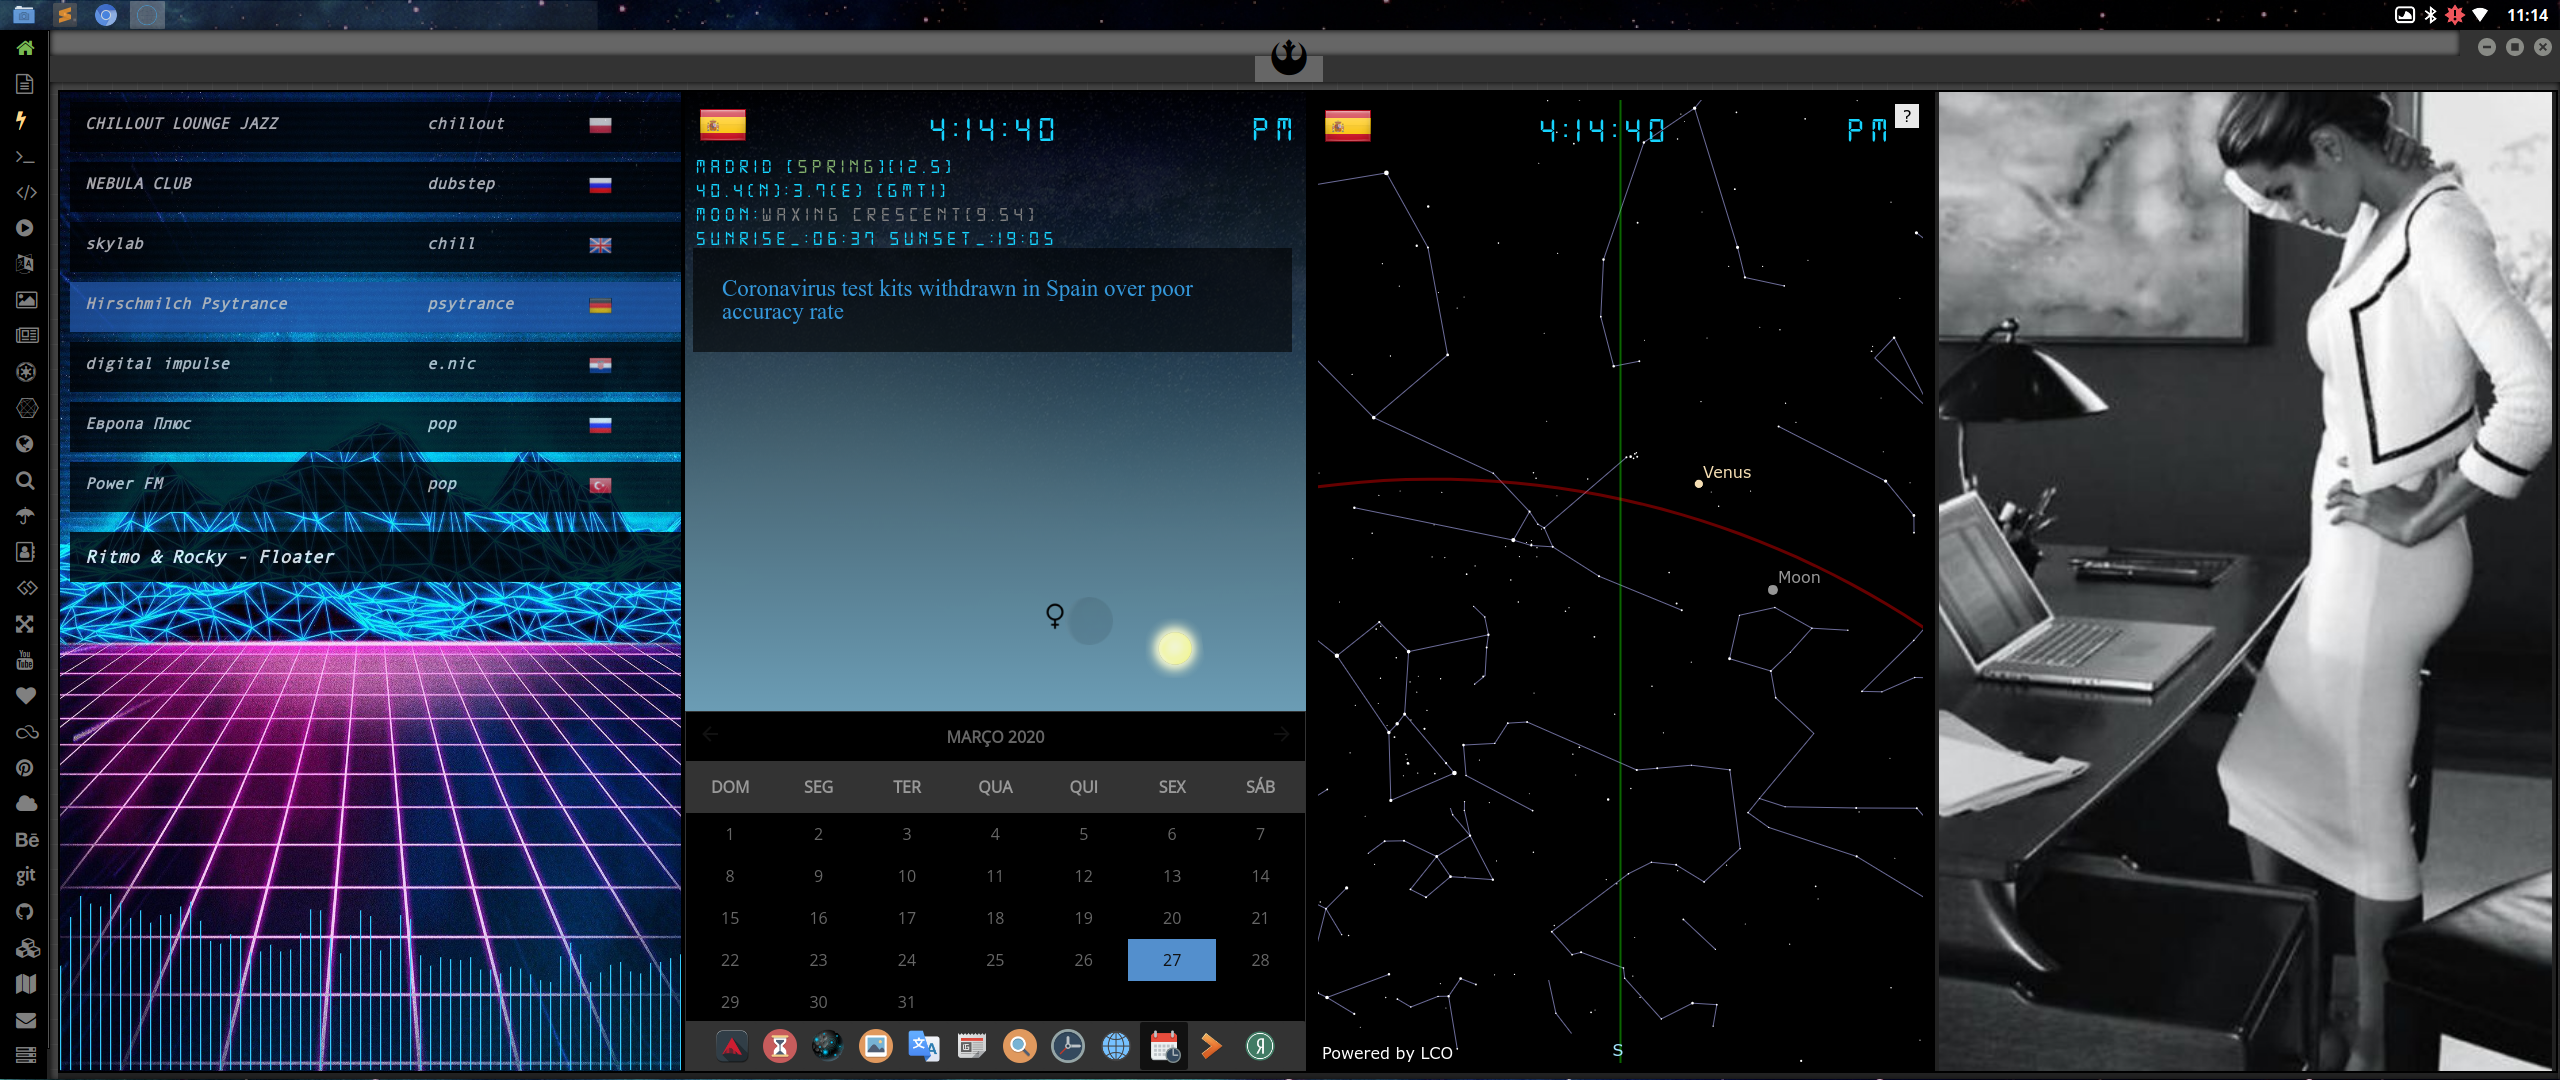 11:14
You
Tube
Bē
git
CHILLOUT LOUNGE JAZZ chillout
NEBULA CLUB dubstep
skylab chill
Hirschmilch Psytrance psytrance
digital impulse e.nic
Европа Плюс pop
Power FM pop
Ritmo & Rocky - Floater
4:14:40 PM
MADRID [SPRING][12.5]
40.4(N):3.7(E) [GMT1]
MOON:WAXING CRESCENT[9.54]
SUNRISE_:06:37 SUNSET_:19:05
Coronavirus test kits withdrawn in Spain over poor
accuracy rate
MARÇO 2020
DOM SEG TER QUA QUI SEX SÁB
1 2 3 4 5 6 7
8 9 10 11 12 13 14
15 16 17 18 19 20 21
22 23 24 25 26 27 28
29 30 31
4:14:40 PM
?
Venus
Moon
Powered by LCO
S